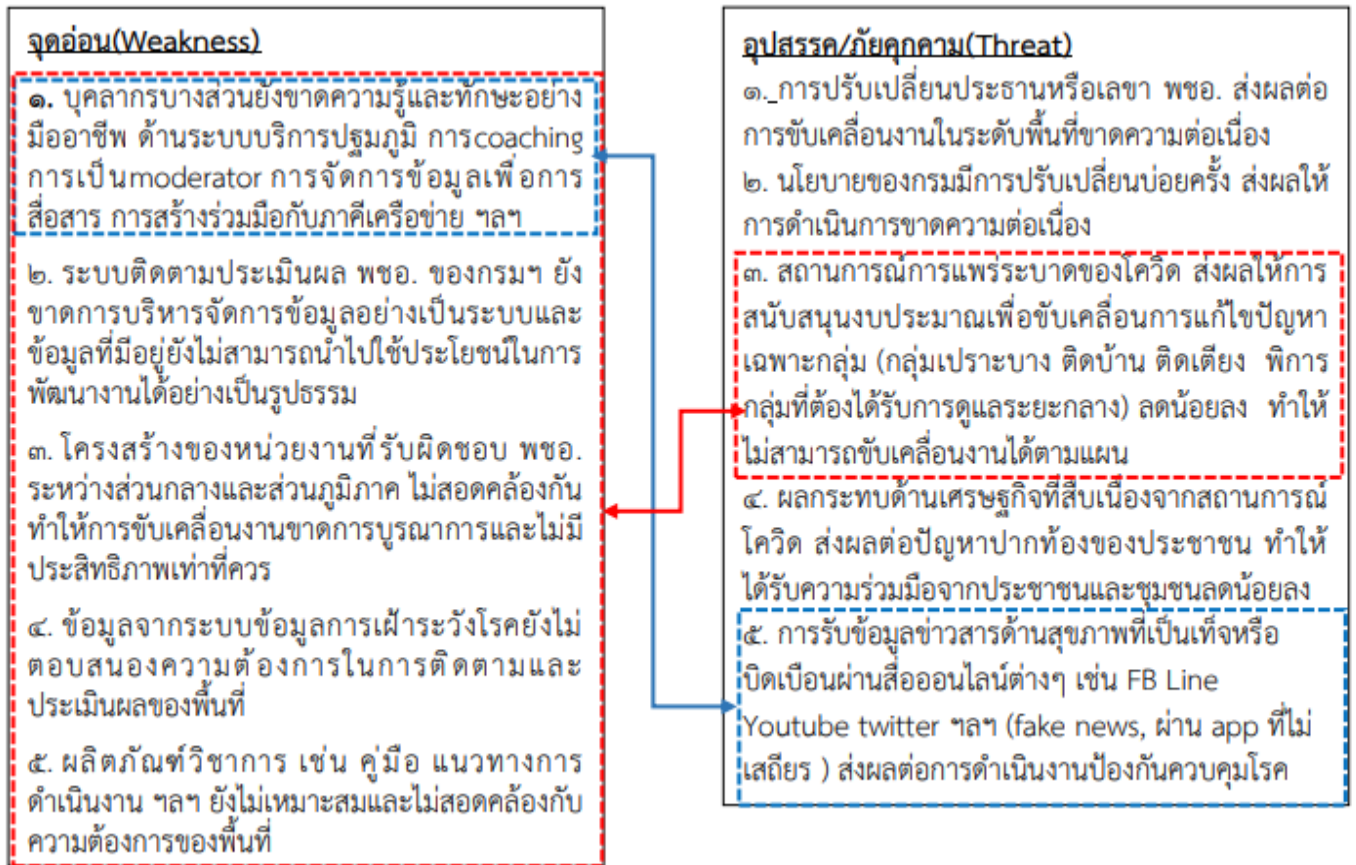 จุดอ่อน(Weakness)
๑. บุคลากรบางส่วนยังขาดความรู้และทักษะอย่าง
มืออาชีพ ด้านระบบบริการปฐมภูมิ การcoaching
การเป็นmoderator การจัดการข้อมูลเพื่อการ
สื่อสาร การสร้างร่วมมือกับภาคีเครือข่าย ฯลฯ
๒. ระบบติดตามประเมินผล พชอ. ของกรมฯ ยัง
ขาดการบริหารจัดการข้อมูลอย่างเป็นระบบและ
ข้อมูลที่มีอยู่ยังไม่สามารถนำไปใช้ประโยชน์ในการ
พัฒนางานได้อย่างเป็นรูปธรรม
๓. โครงสร้างของหน่วยงานที่รับผิดชอบ พชอ.
ระหว่างส่วนกลางและส่วนภูมิภาค ไม่สอดคล้องกัน
ทำให้การขับเคลื่อนงานขาดการบูรณาการและไม่มี
ประสิทธิภาพเท่าที่ควร
๔. ข้อมูลจากระบบข้อมูลการเฝ้าระวังโรคยังไม่
ตอบสนองความต้องการในการติดตามและ
ประเมินผลของพื้นที่
๕. ผลิตภัณฑ์วิชาการ เช่น คู่มือ แนวทางการ
ดำเนินงาน ฯลฯ ยังไม่เหมาะสมและไม่สอดคล้องกับ
ความต้องการของพื้นที่
อุปสรรค/ภัยคุกคาม(Threat)
๑. การปรับเปลี่ยนประธานหรือเลขา พชอ. ส่งผลต่อ
การขับเคลื่อนงานในระดับพื้นที่ขาดความต่อเนื่อง
๒. นโยบายของกรมมีการปรับเปลี่ยนบ่อยครั้ง ส่งผลให้
การดำเนินการขาดความต่อเนื่อง
๓. สถานการณ์การแพร่ระบาดของโควิด ส่งผลให้การ
สนับสนุนงบประมาณเพื่อขับเคลื่อนการแก้ไขปัญหา
เฉพาะกลุ่ม (กลุ่มเปราะบาง ติดบ้าน ติดเตียง พิการ
กลุ่มที่ต้องได้รับการดูแลระยะกลาง) ลดน้อยลง ทำให้
ไม่สามารถขับเคลื่อนงานได้ตามแผน
๔. ผลกระทบด้านเศรษฐกิจที่สืบเนื่องจากสถานการณ์
โควิด ส่งผลต่อปัญหาปากท้องของประชาชน ทำให้
ได้รับความร่วมมือจากประชาชนและชุมชนลดน้อยลง
๕. การรับข้อมูลข่าวสารด้านสุขภาพที่เป็นเท็จหรือ
บิดเบือนผ่านสื่อออนไลน์ต่างๆ เช่น FB Line
Youtube twitter ฯลฯ (fake news, ผ่าน app ที่ไม่
เสถียร ) ส่งผลต่อการดำเนินงานป้องกันควบคุมโรค